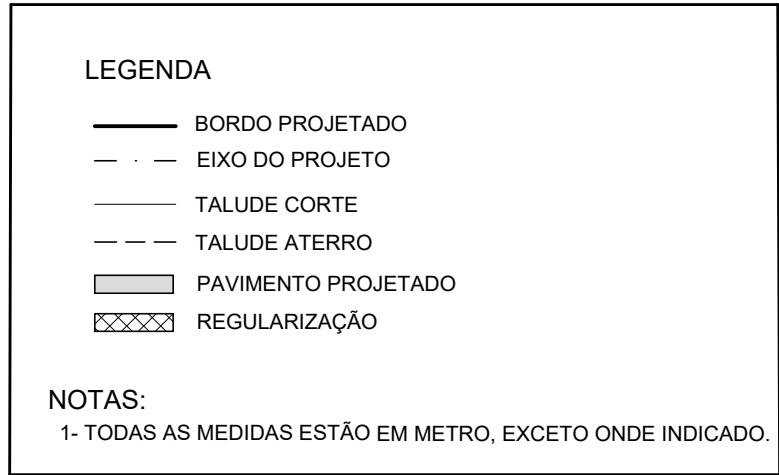 LEGENDA
BORDO PROJETADO
EIXO DO PROJETO
TALUDE CORTE
TALUDE ATERRO
PAVIMENTO PROJETADO
REGULARIZAÇÃO
NOTAS:
1- TODAS AS MEDIDAS ESTÃO EM METRO, EXCETO ONDE INDICADO.